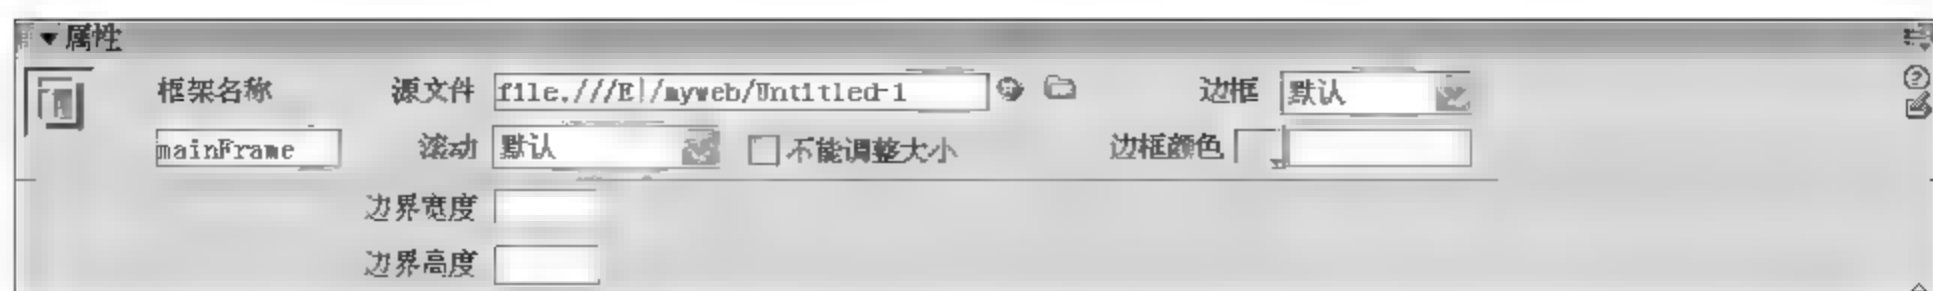 属性
框架名称 源文件 file.///E|/myweb/Untitled-1 边框 默认
mainFrame 滚动 默认 不能调整大小 边框颜色
边界宽度
边界高度